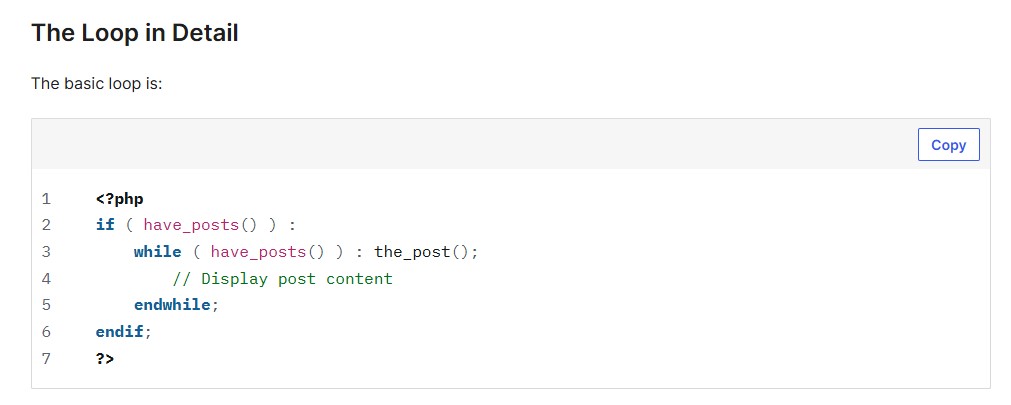 The Loop in Detail
The basic loop is:
Copy
1 <?php
2 if ( have_posts() ) :
3     while ( have_posts() ) : the_post();
4         // Display post content
5     endwhile;
6 endif;
7 ?>